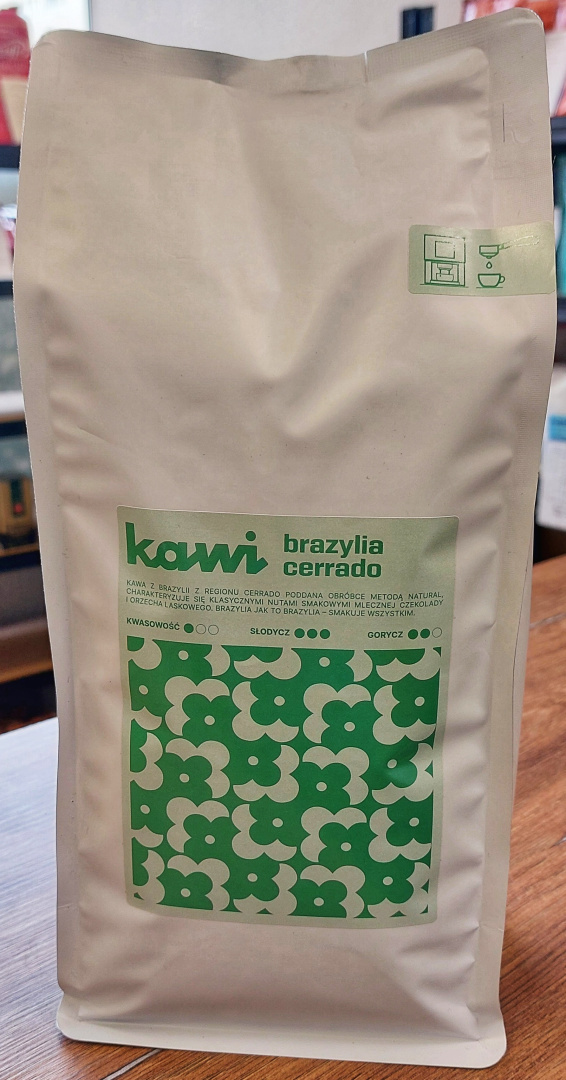 kawi
brazylia
cerrado
KAWA Z BRAZYLII Z REGIONU CERRADO PODDANA OBRÓBCE METODĄ NATURAL,
CHARAKTERYZUJE SIĘ KLASYCZNYMI NUTAMI SMAKOWYMI MLECZNEJ CZEKOLADY
I ORZECHA LASKOWEGO. BRAZYLIA JAK TO BRAZYLIA – SMAKUJE WSZYSTKIM.
KWASOWOŚĆ
SŁODYCZ
GORYCZ